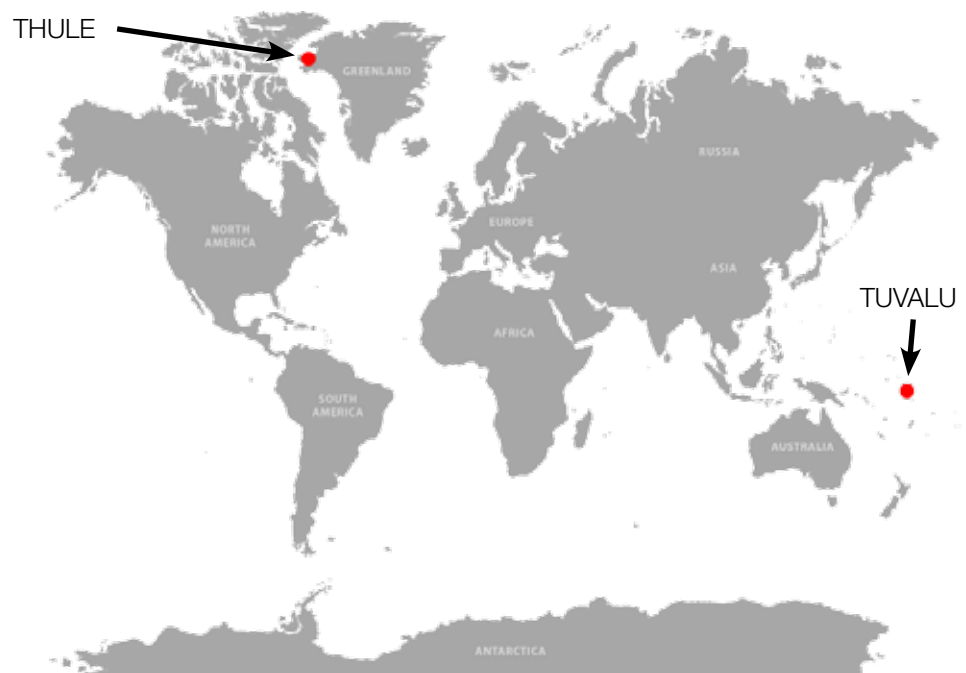 THULE
GREENLAND
RUSSIA
NORTH
AMERICA
EUROPE
ASIA
TUVALU
AFRICA
SOUTH
AMERICA
AUSTRALIA
ANTARCTICA